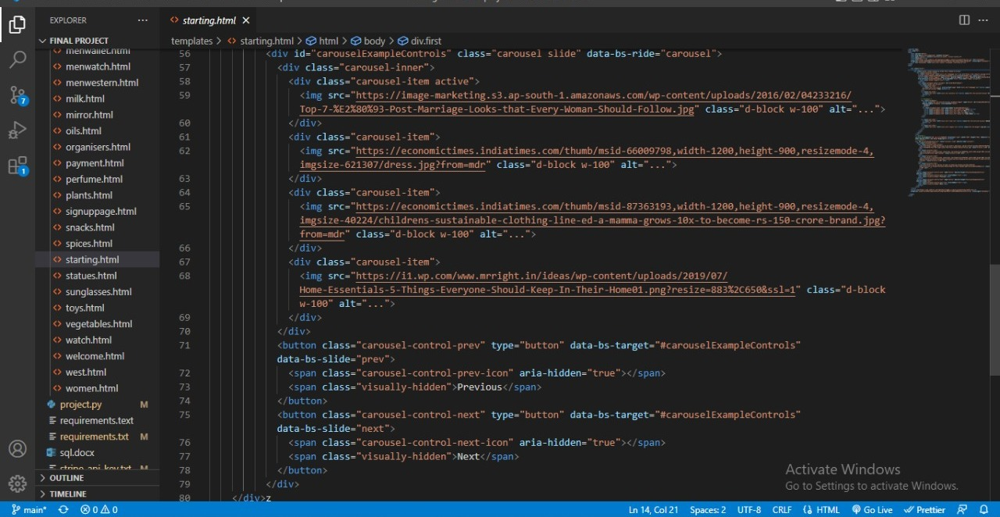 EXPLORER
···
starting.html
FINAL PROJECT
templates > starting.html > html > body > div.first
menwallet.html
menwatch.html
menwestern.html
milk.html
mirror.html
oils.html
organisers.html
payment.html
perfume.html
plants.html
signuppage.html
snacks.html
spices.html
starting.html
statues.html
sunglasses.html
toys.html
vegetables.html
watch.html
welcome.html
west.html
women.html
project.py M
requirements.text
requirements.txt M
sql.docx
stripe_api_key.txt M
OUTLINE
TIMELINE
7
1
56 <div id="carouselExampleControls" class="carousel slide" data-bs-ride="carousel">
57 <div class="carousel-inner">
58 <div class="carousel-item active">
59 <img src="https://image-marketing.s3.ap-south-1.amazonaws.com/wp-content/uploads/2016/02/04233216/
Top-7-%E2%80%93-Post-Marriage-Looks-that-Every-Woman-Should-Follow.jpg" class="d-block w-100" alt="...">
60 </div>
61 <div class="carousel-item">
62 <img src="https://economictimes.indiatimes.com/thumb/msid-66009798,width-1200,height-900,resizemode-4,
imgsize-621307/dress.jpg?from=mdr" class="d-block w-100" alt="...">
63 </div>
64 <div class="carousel-item">
65 <img src="https://economictimes.indiatimes.com/thumb/msid-87363193,width-1200,height-900,resizemode-4,
imgsize-40224/childrens-sustainable-clothing-line-ed-a-mamma-grows-10x-to-become-rs-150-crore-brand.jpg?
from=mdr" class="d-block w-100" alt="...">
66 </div>
67 <div class="carousel-item">
68 <img src="https://i1.wp.com/www.mrright.in/ideas/wp-content/uploads/2019/07/
Home-Essentials-5-Things-Everyone-Should-Keep-In-Their-Home01.png?resize=883%2C650&ssl=1" class="d-block
w-100" alt="...">
69 </div>
70 </div>
71 <button class="carousel-control-prev" type="button" data-bs-target="#carouselExampleControls"
data-bs-slide="prev">
72 <span class="carousel-control-prev-icon" aria-hidden="true"></span>
73 <span class="visually-hidden">Previous</span>
74 </button>
75 <button class="carousel-control-next" type="button" data-bs-target="#carouselExampleControls"
data-bs-slide="next">
76 <span class="carousel-control-next-icon" aria-hidden="true"></span>
77 <span class="visually-hidden">Next</span>
78 </button>
79 </div>
80 </div>z
Activate Windows
Go to Settings to activate Windows.
main* 0 0 Ln 14, Col 21 Spaces: 2 UTF-8 CRLF HTML Go Live Prettier